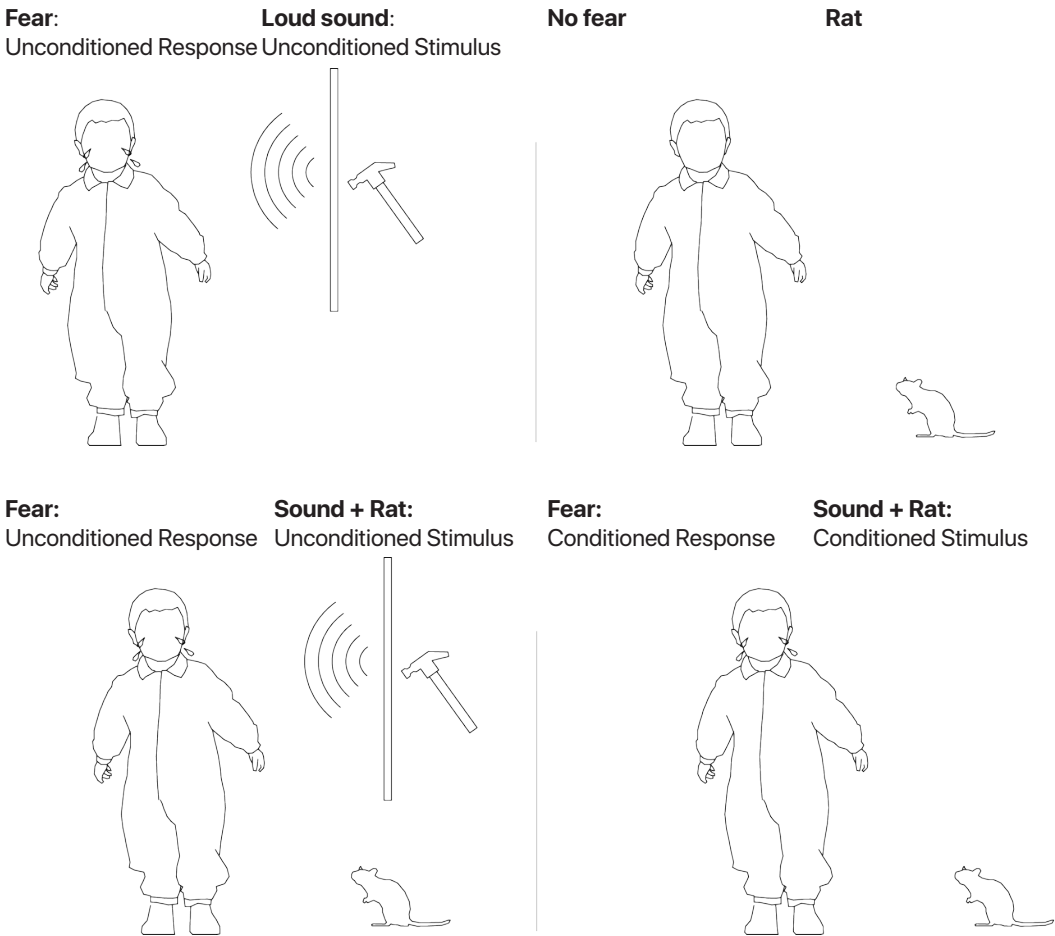 Fear:
Unconditioned Response
Loud sound:
Unconditioned Stimulus
No fear
Rat
Fear:
Unconditioned Response
Sound + Rat:
Unconditioned Stimulus
Fear:
Conditioned Response
Sound + Rat:
Conditioned Stimulus